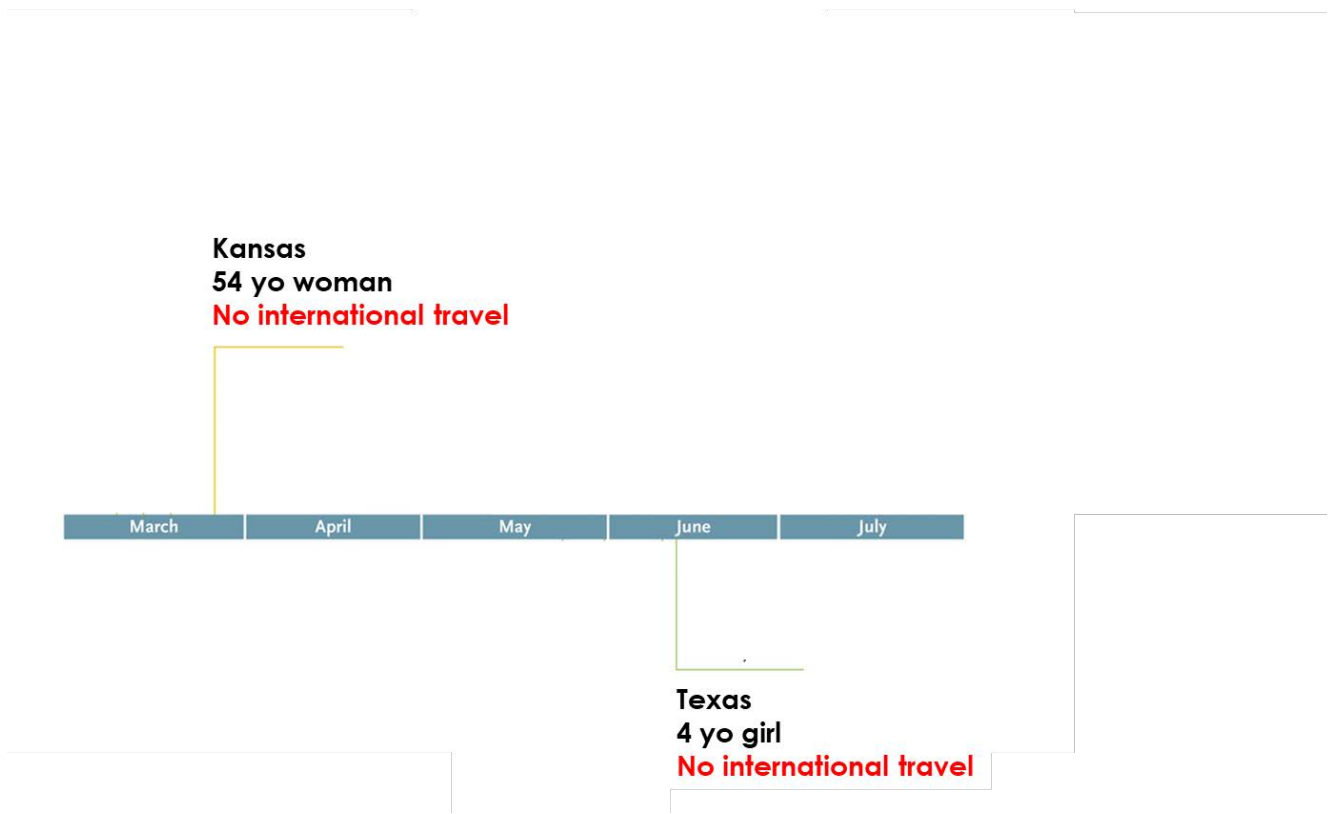 Kansas
54 yo woman
No international travel
March April May June July
Texas
4 yo girl
No international travel